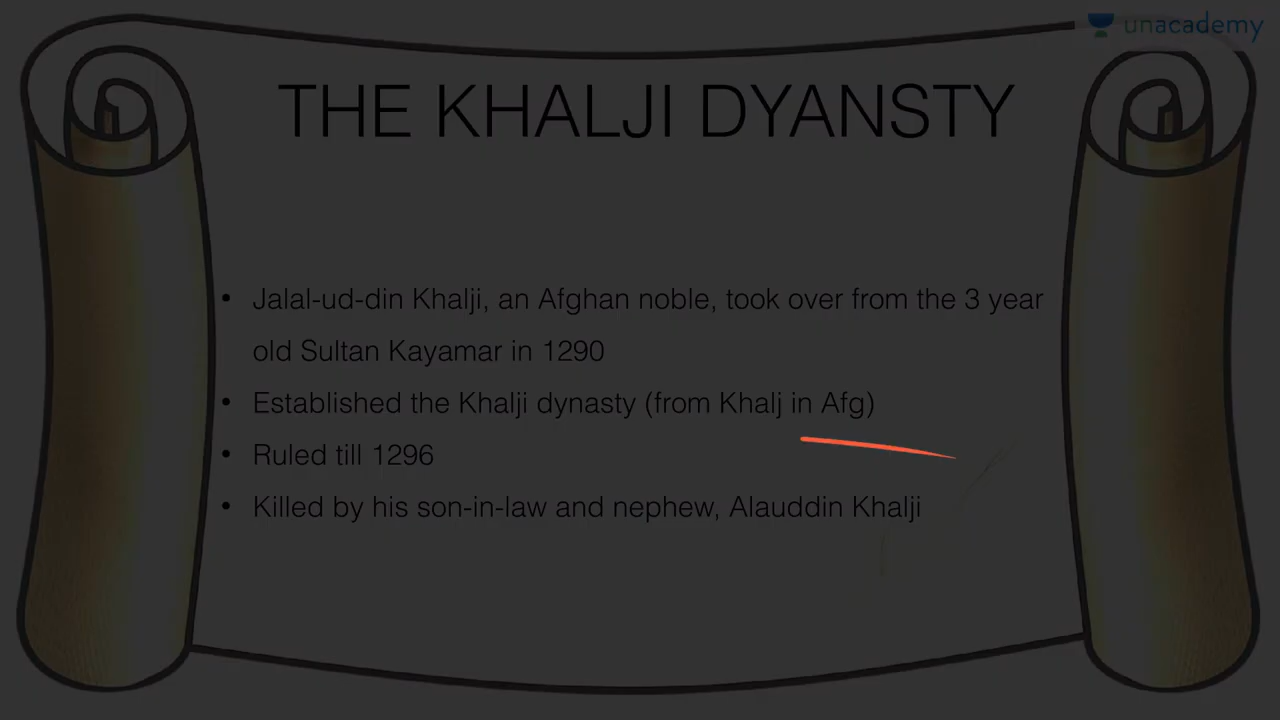 unacademy
THE KHALJI DYANSTY
• Jalal-ud-din Khalji, an Afghan noble, took over from the 3 year
old Sultan Kayamar in 1290
• Established the Khalji dynasty (from Khalj in Afg)
• Ruled till 1296
• Killed by his son-in-law and nephew, Alauddin Khalji